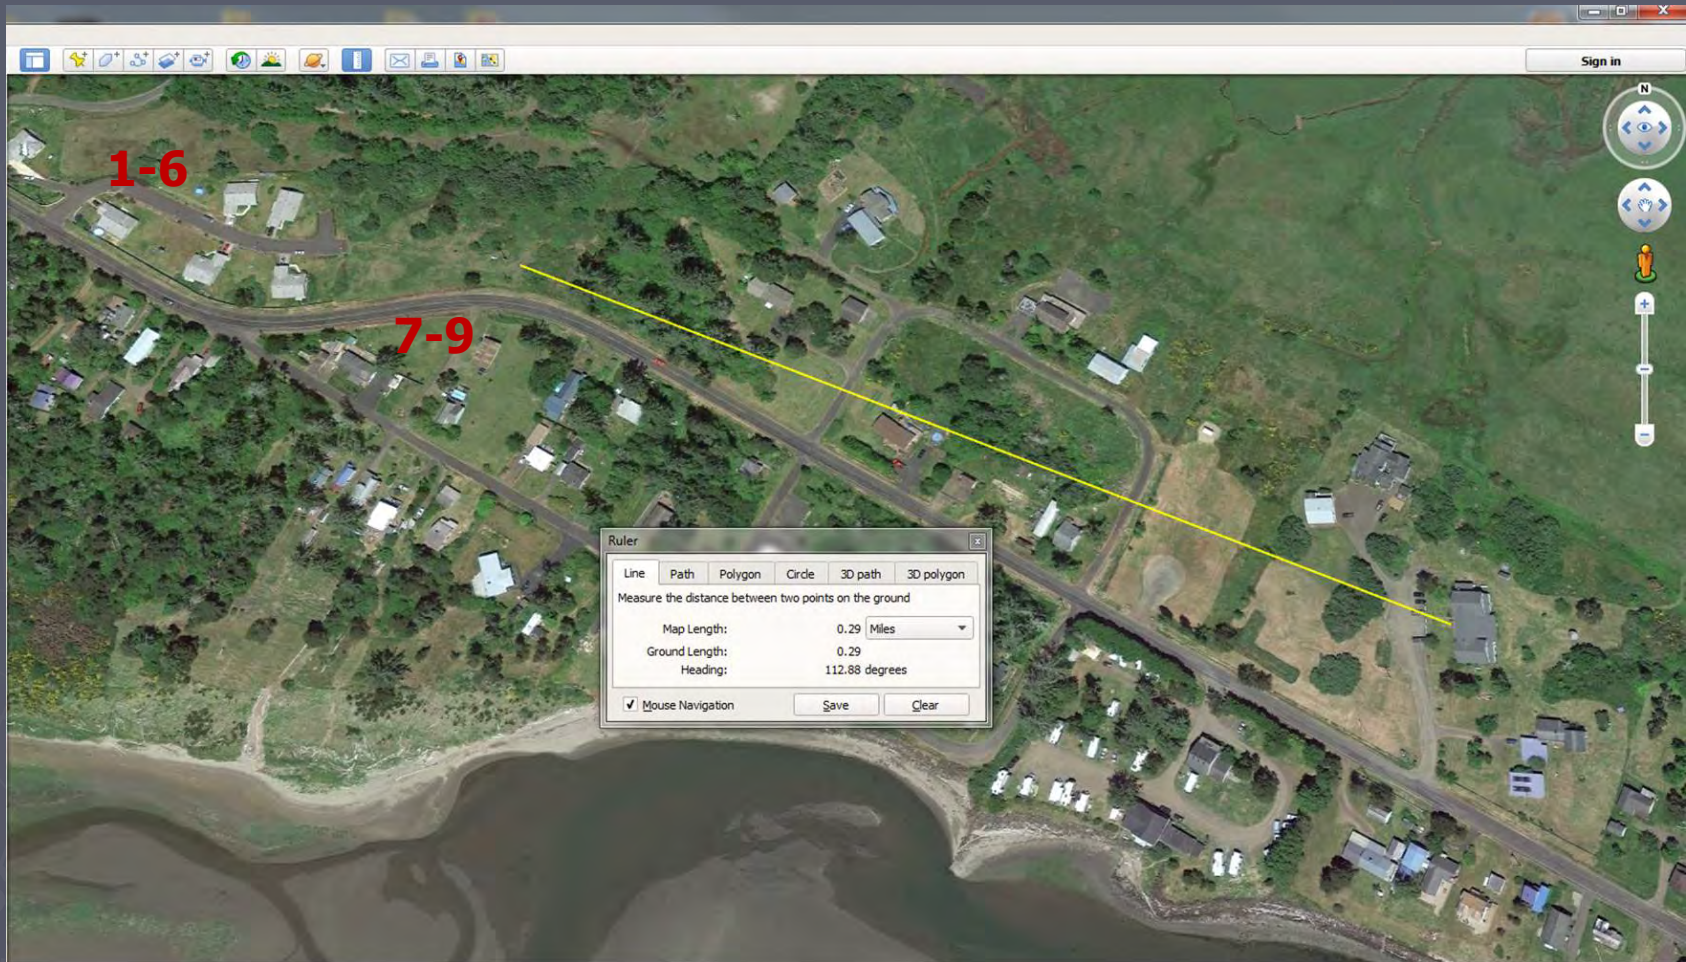 Sign in
N
1-6
7-9
Ruler
Line Path Polygon Circle 3D path 3D polygon
Measure the distance between two points on the ground
Map Length: 0.29 Miles
Ground Length: 0.29
Heading: 112.88 degrees
Mouse Navigation Save Clear